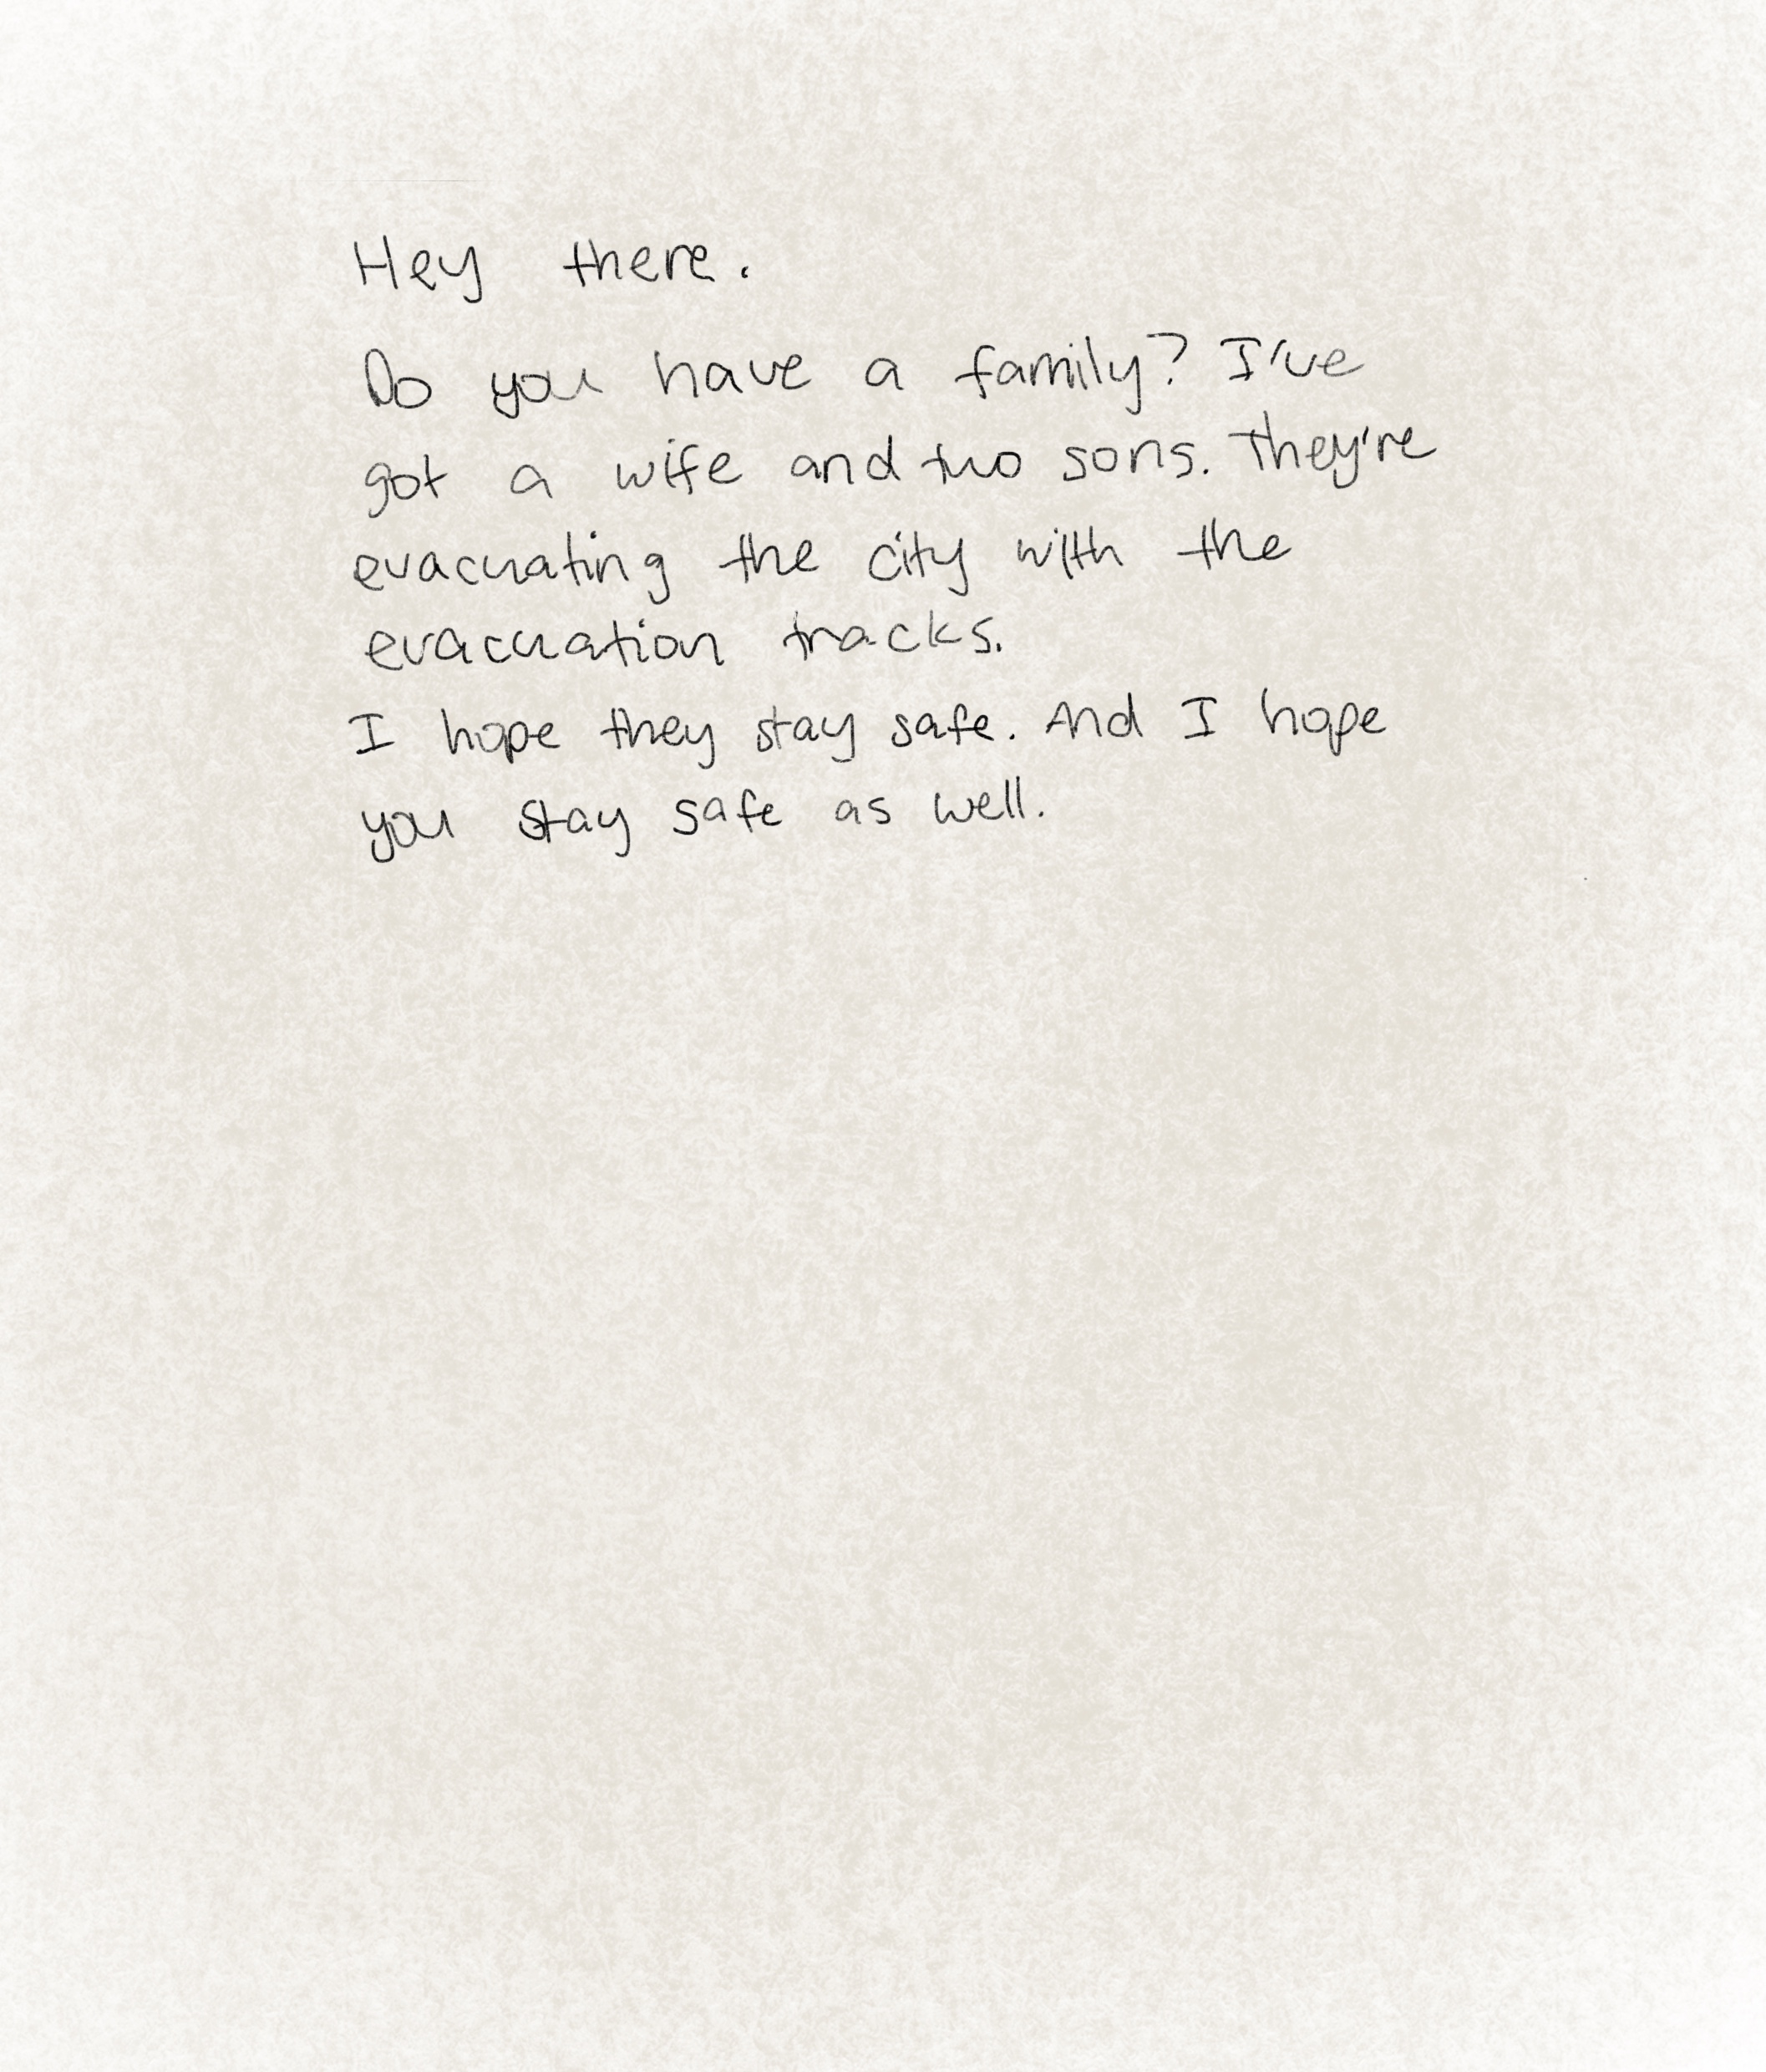 Hey there.
Do you have a family? I've
got a wife and two sons. They're
evacuating the city with the
evacuation tracks.
I hope they stay safe. And I hope
you stay safe as well.